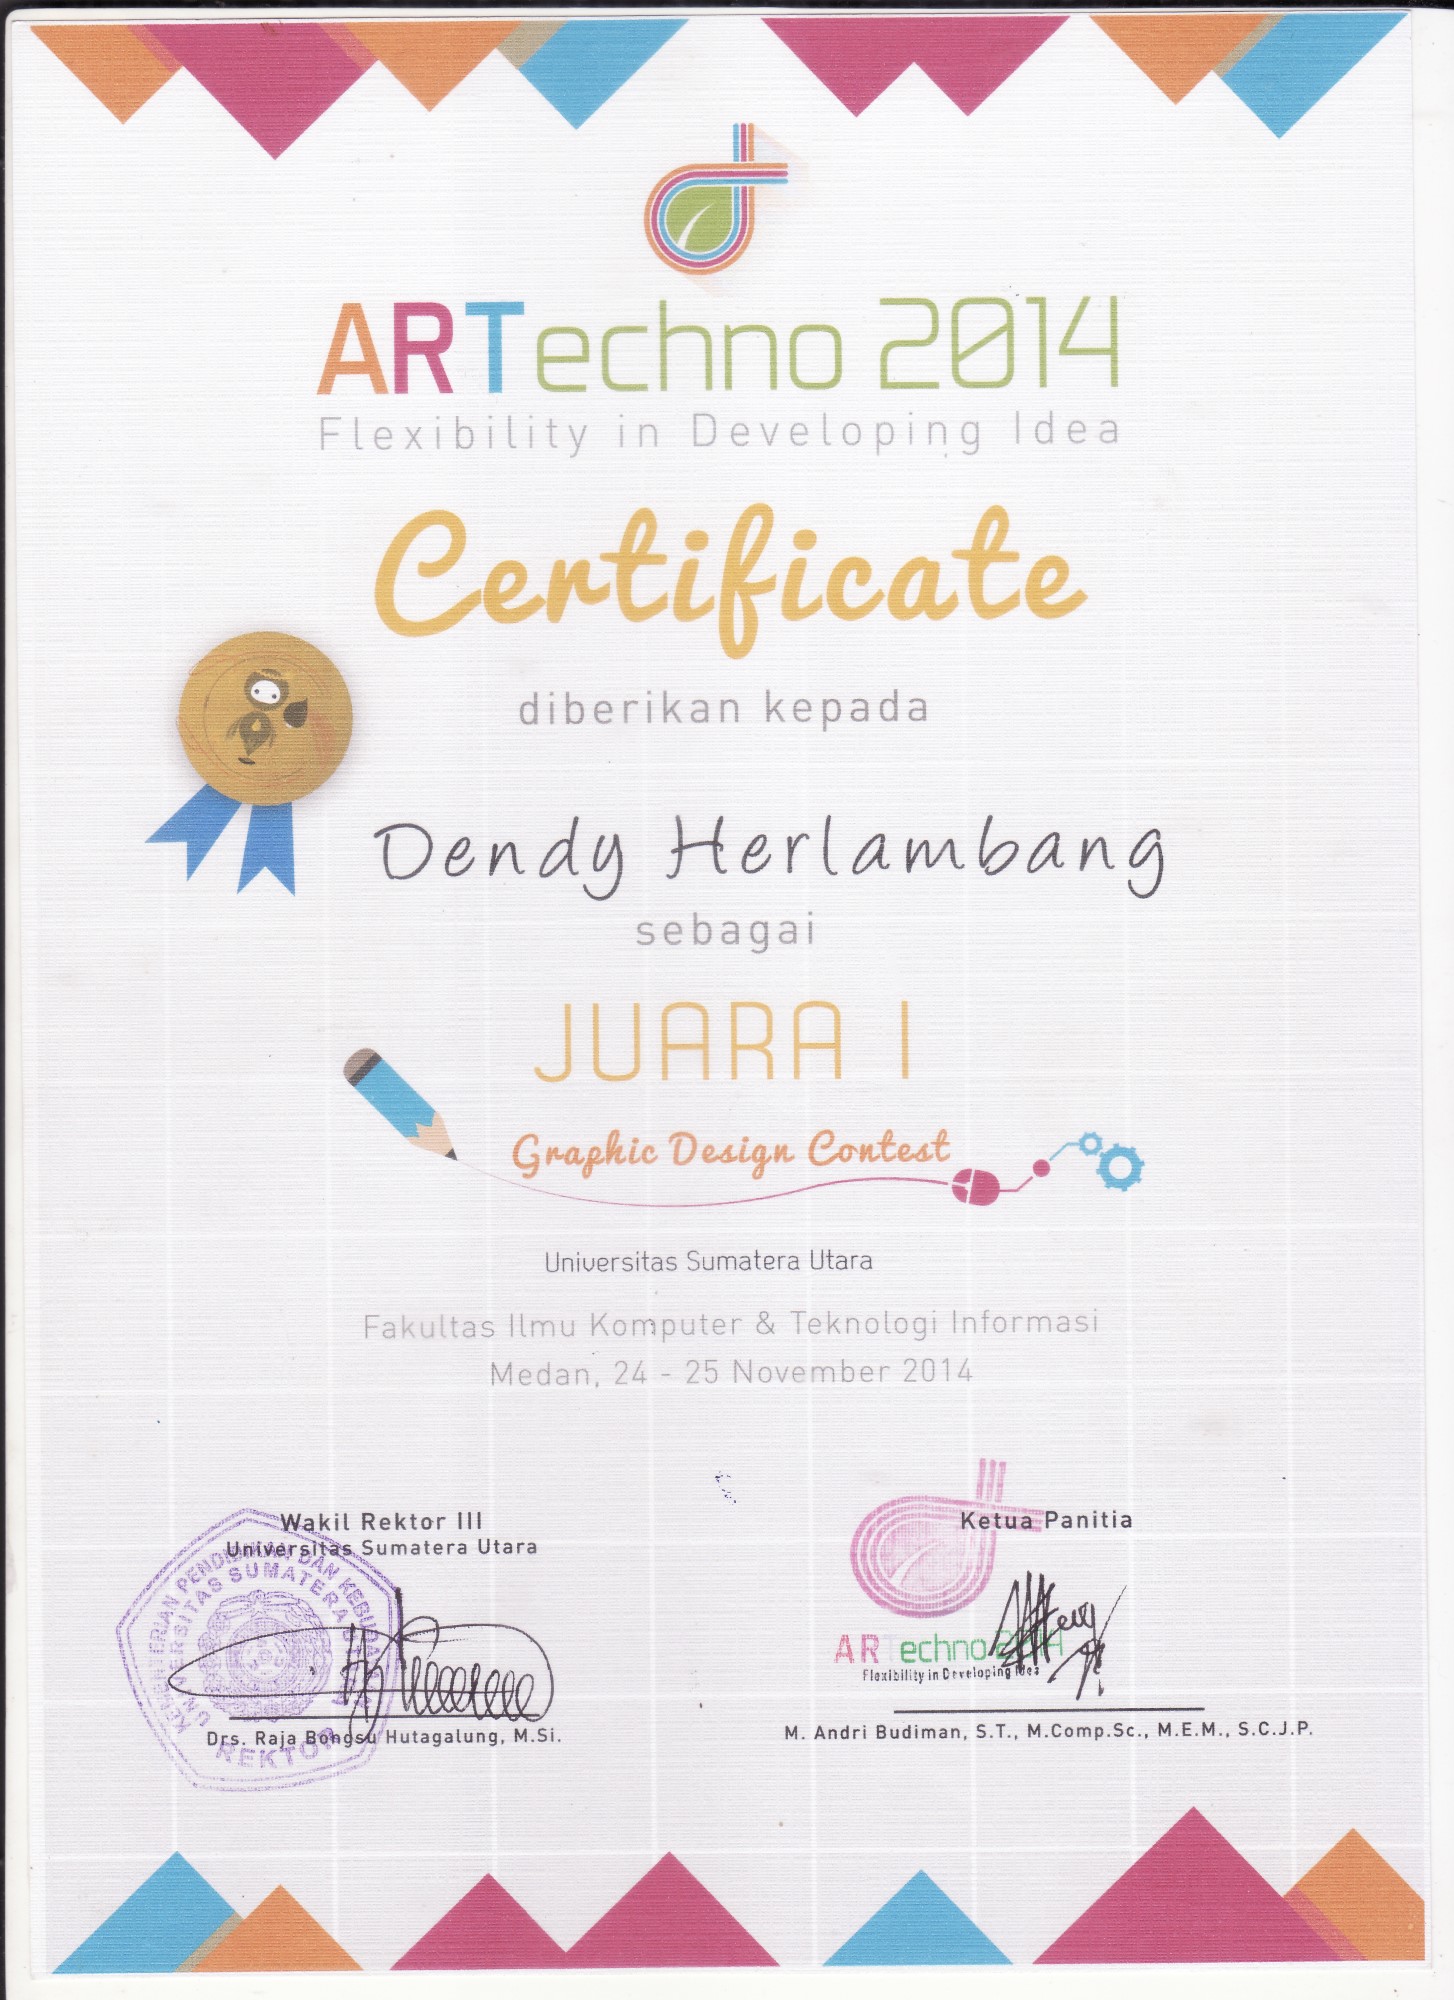 ARTechno 2014
Flexibility in Developing Idea
Certificate
diberikan kepada
Dendy Herlambang
sebagai
JUARA I
Graphic Design Contest
Universitas Sumatera Utara
Fakultas Ilmu Komputer & Teknologi Informasi
Medan, 24 - 25 November 2014
Wakil Rektor III
Universitas Sumatera Utara
KEMENTERIAN PENDIDIKAN DAN KEBUDAYAAN
UNIVERSITAS SUMATERA UTARA
REKTOR
Drs. Raja Bongsu Hutagalung, M.Si.
Ketua Panitia
ARTechno 2014
Flexibility in Developing Idea
M. Andri Budiman, S.T., M.Comp.Sc., M.E.M., S.C.J.P.